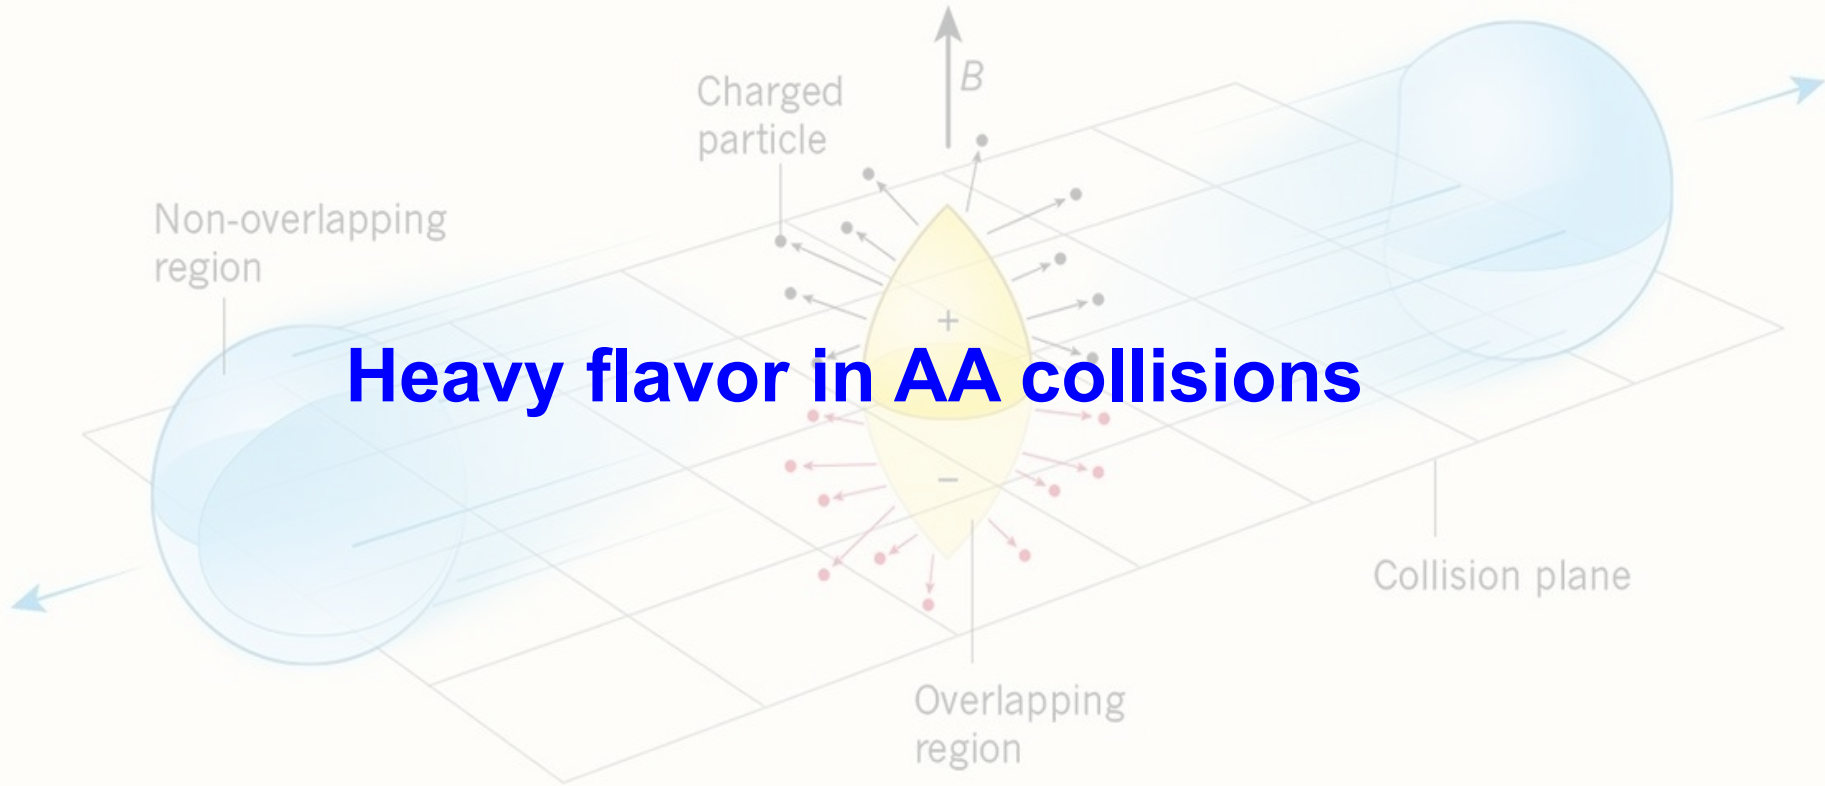 B
Charged
particle
Non-overlapping
region
+
Heavy flavor in AA collisions
−
Collision plane
Overlapping
region